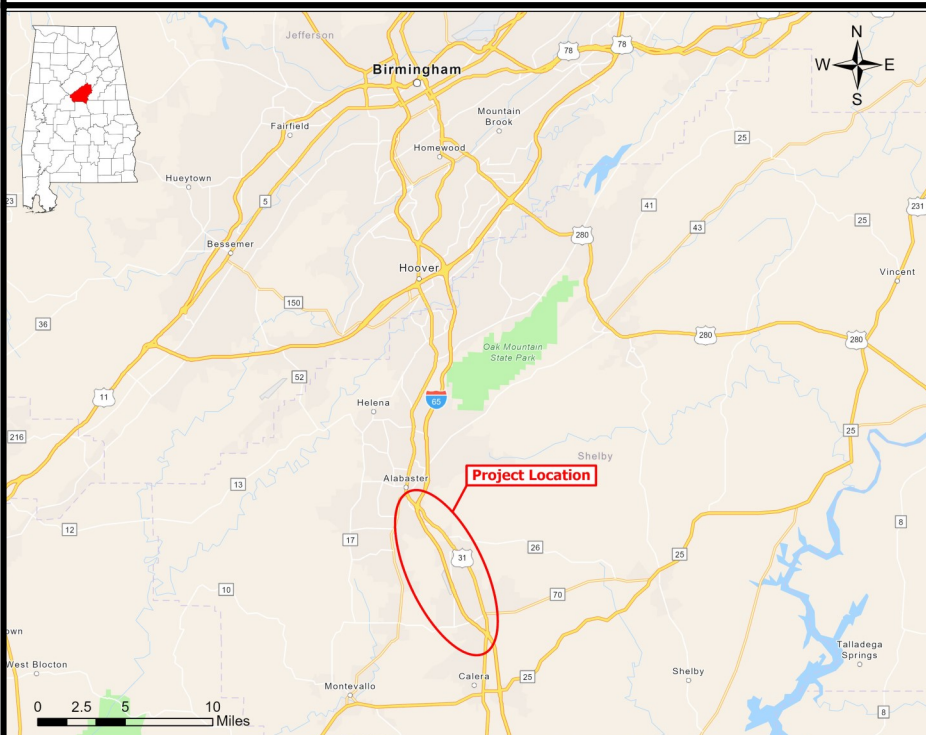 Jefferson
78
78
N
W
E
S
Birmingham
Mountain
Brook
Fairfield
25
Homewood
Hueytown
23
5
41
231
25
43
280
Bessemer
Hoover
Vincent
150
36
280
280
Oak Mountain
State Park
52
11
65
Helena
25
216
Shelby
Project Location
Alabaster
13
8
12
17
26
31
25
10
70
own
Talladega
Springs
West Blocton
Shelby
Calera
25
Montevallo
8
0 2.5 5 10
Miles